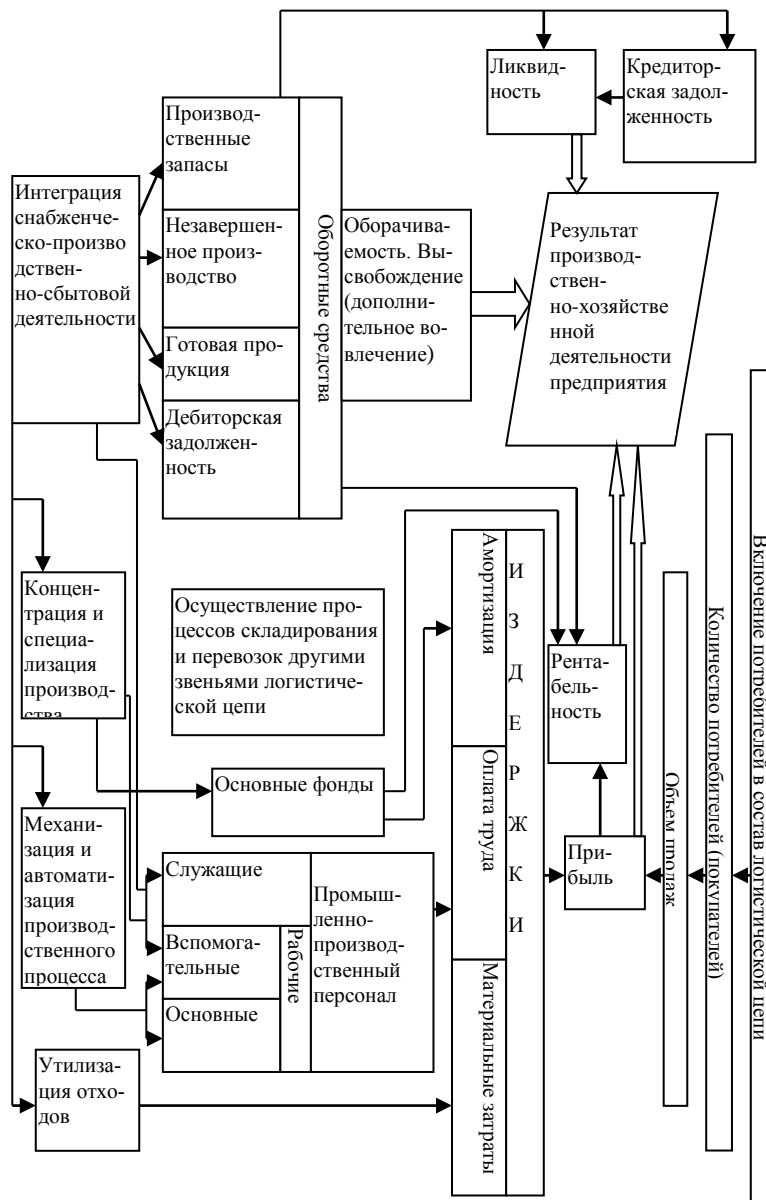 Ликвид-
ность
Кредитор-
ская задол-
женность
Производ-
ственные
запасы
Интеграция
снабженче-
ско-произво
дствен-
но-сбытовой
деятельности
Незавершен-
ное произ-
водство
Готовая про-
дукция
Дебиторская
задолжен-
ность
Оборотные средства
Оборачивае-
емость. Вы-
свобождение
(дополни-
тельное во-
влечение)
Результат
производ-
ствен-
но-хозяйстве
нной
деятельности
предприятия
Концен-
трация и
специа-
лизация
производ-
ства
Осуществление про-
цессов складирования
и перевозок другими
звеньями логистиче-
ской цепи
Основные фонды
Механи-
зация и
автомати-
зация
производ-
ственного
процесса
Служащие
Вспомога-
тельные
Основные
Рабочие
Промыш-
ленно-
производ-
ственный
персонал
Утилиза-
ция отхо-
дов
Амортизация
Оплата труда
Материальные затраты
И
З
Д
Е
Р
Ж
К
И
Рента-
бель-
ность
При-
быль
Объем продаж
Количество потребителей (покупателей)
Включение потребителей в состав логистической цепи